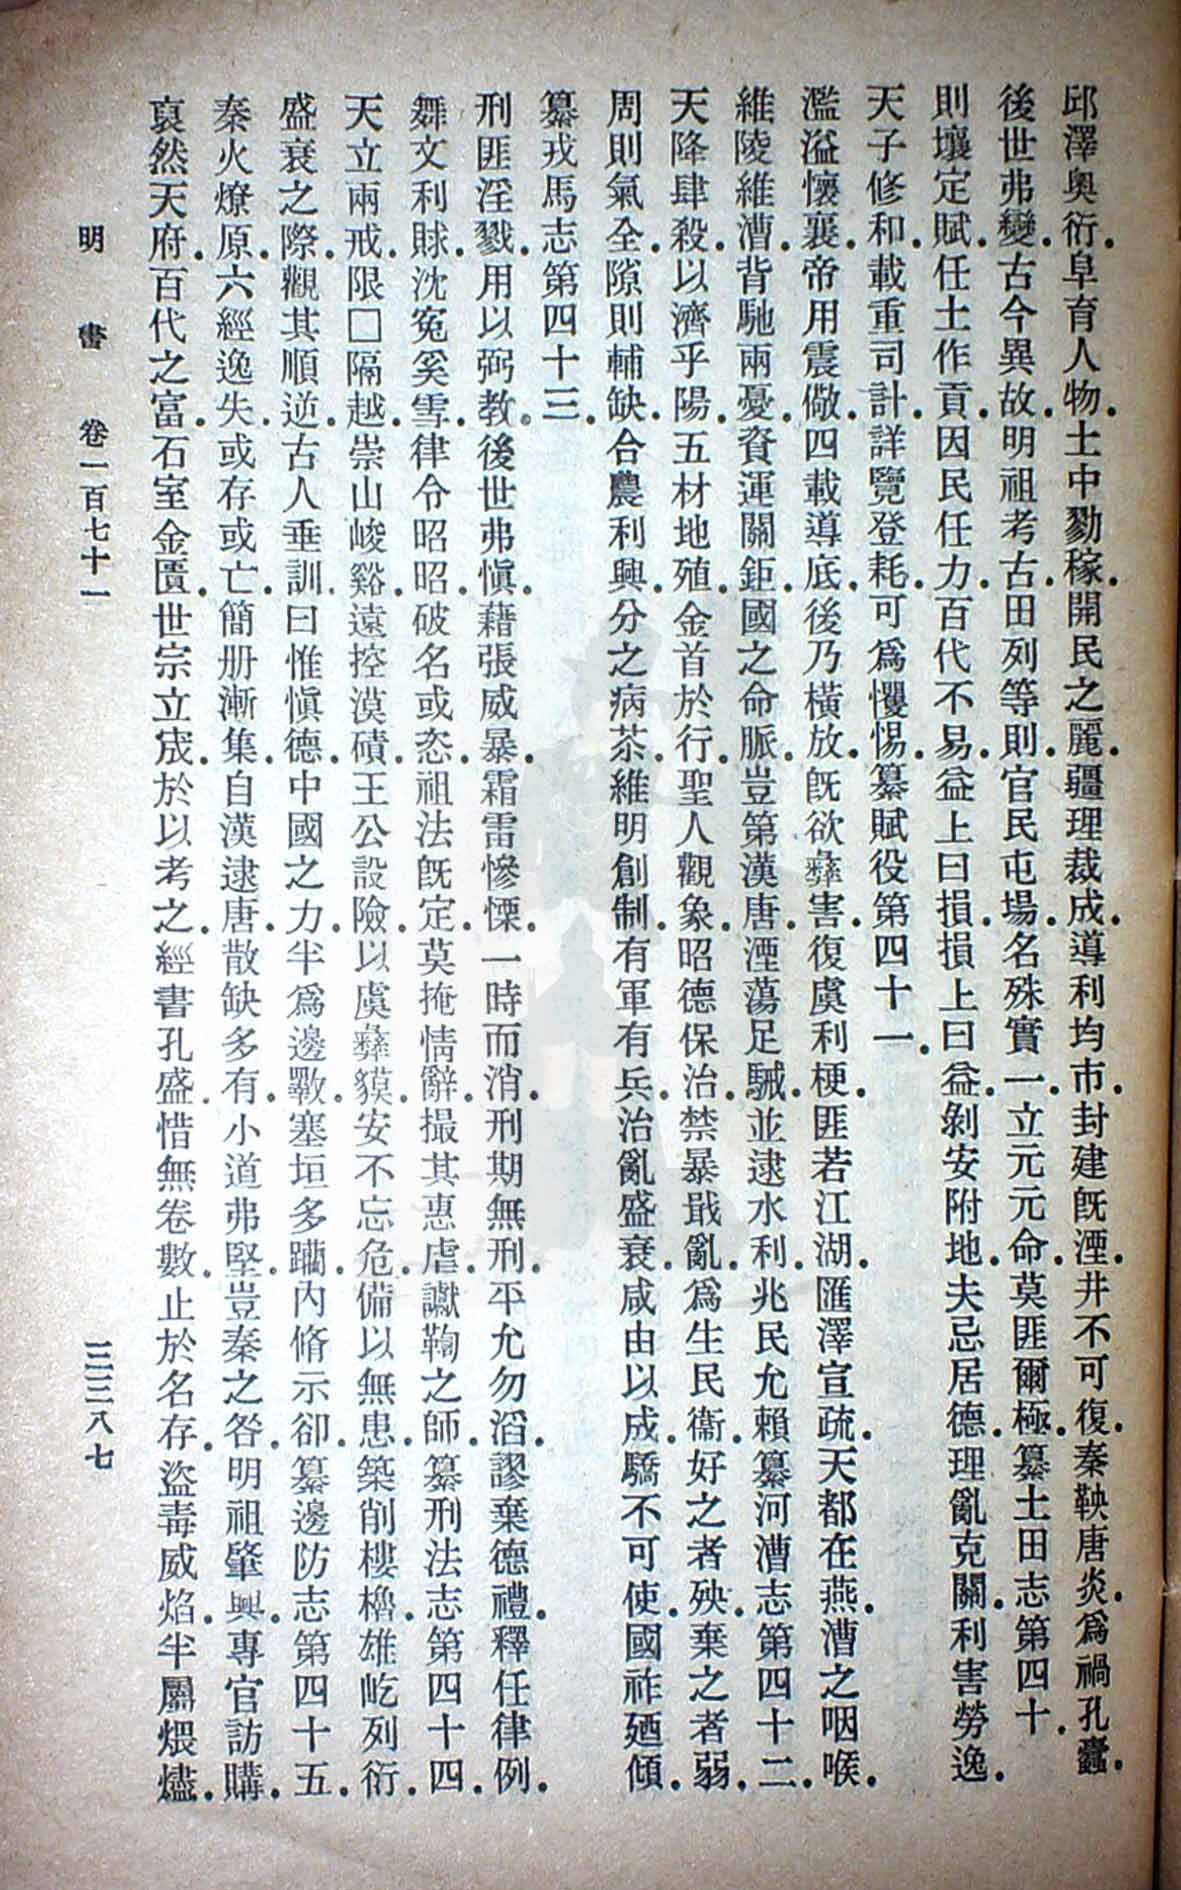 邱澤奧衍.阜育人物.土中勠稼.開民之麗.疆理裁成.導利均市.封建旣湮.井不可復.秦鞅唐炎.爲禍孔蠹.
後世弗變.古今異故.明祖考古.田列等則.官民屯場.名殊實一.立元元命.莫匪爾極.纂土田志第四十.
則壤定賦.任土作貢.因民任力.百代不易.益上曰損.損上曰益.剝安附地.夫忌居德.理亂克關.利害勞逸.
天子修和.載重司計.詳覽登耗.可爲懼惕.纂賦役第四十一.
濫溢懷襄.帝用震儆.四載導底.後乃橫放.旣欲彝害.復虞利梗.匪若江湖.匯澤宣疏.天都在燕.漕之咽喉.
維陵維漕.背馳兩憂.資運關鉅.國之命脈.豈第漢唐.湮蕩足駴.並逮水利.兆民允賴.纂河漕志第四十二.
天降肆殺.以濟乎陽.五材地殖.金首於行.聖人觀象.昭德保治.禁暴戢亂.爲生民衞.好之者殃.棄之者弱.
周則氣全.隙則輔缺.合農利興.分之病苶.維明創制.有軍有兵.治亂盛衰.咸由以成.驕不可使.國祚廼傾.
纂戎馬志第四十三.
刑匪淫戮.用以弼教.後世弗愼.藉張威暴.霜雷慘慄.一時而消.刑期無刑.平允勿滔.謬棄德禮.釋任律例.
舞文利賕.沈寃奚雪.律令昭昭.破名或恣.祖法旣定.莫掩情辭.撮其惠虐.讞鞫之師.纂刑法志第四十四.
天立兩戒.限□隔越.崇山峻谿.遠控漠磧.王公設險.以虞彝貘.安不忘危.備以無患.築削樓櫓.雄屹列衍.
盛衰之際.觀其順逆.古人垂訓.曰惟愼德.中國之力.半爲邊斁.塞垣多躪.內脩示卻.纂邊防志第四十五.
秦火燎原.六經逸失.或存或亡.簡册漸集.自漢逮唐.散缺多有.小道弗堅.豈秦之咎.明祖肇興.專官訪購.
裒然天府.百代之富.石室金匱.世宗立宬.於以考之.經書孔盛.惜無卷數.止於名存.盜毒威焰.半屬煨燼.
明　書　卷一百七十一　三三八七